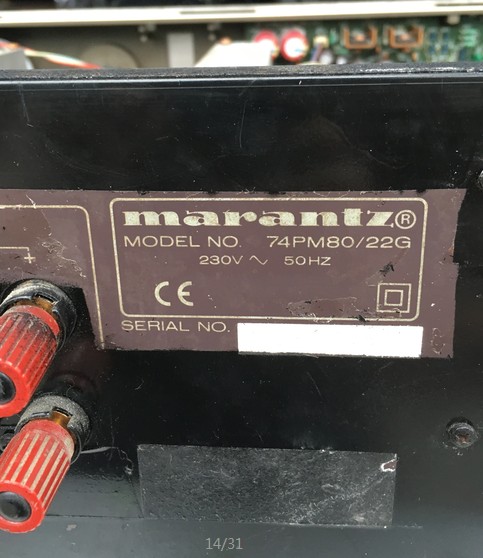 marantz®
MODEL NO. 74PM80/22G
230V ∿ 50HZ
CE
SERIAL NO.
+
14/31